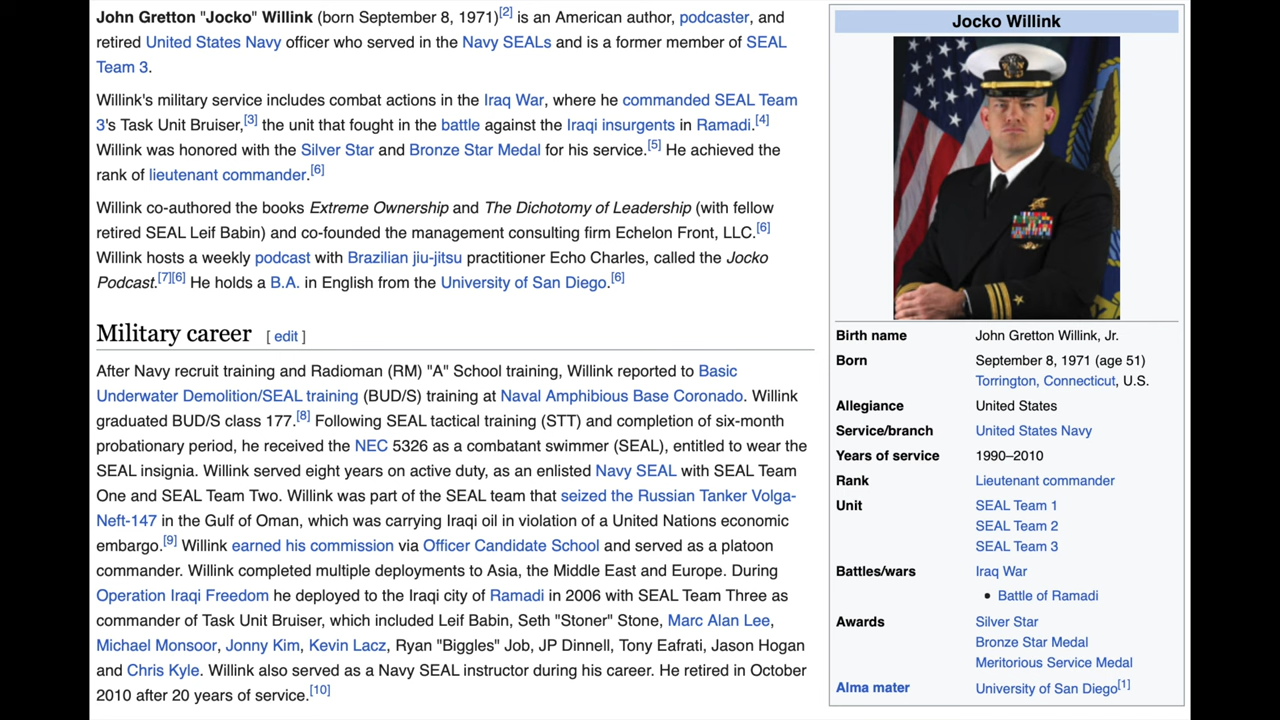 John Gretton "Jocko" Willink (born September 8, 1971)[2] is an American author, podcaster, and
retired United States Navy officer who served in the Navy SEALs and is a former member of SEAL
Team 3.
Willink's military service includes combat actions in the Iraq War, where he commanded SEAL Team
3's Task Unit Bruiser,[3] the unit that fought in the battle against the Iraqi insurgents in Ramadi.[4]
Willink was honored with the Silver Star and Bronze Star Medal for his service.[5] He achieved the
rank of lieutenant commander.[6]
Willink co-authored the books Extreme Ownership and The Dichotomy of Leadership (with fellow
retired SEAL Leif Babin) and co-founded the management consulting firm Echelon Front, LLC.[6]
Willink hosts a weekly podcast with Brazilian jiu-jitsu practitioner Echo Charles, called the Jocko
Podcast.[7][6] He holds a B.A. in English from the University of San Diego.[6]
Military career [ edit ]
After Navy recruit training and Radioman (RM) "A" School training, Willink reported to Basic
Underwater Demolition/SEAL training (BUD/S) training at Naval Amphibious Base Coronado. Willink
graduated BUD/S class 177.[8] Following SEAL tactical training (STT) and completion of six-month
probationary period, he received the NEC 5326 as a combatant swimmer (SEAL), entitled to wear the
SEAL insignia. Willink served eight years on active duty, as an enlisted Navy SEAL with SEAL Team
One and SEAL Team Two. Willink was part of the SEAL team that seized the Russian Tanker Volga-
Neft-147 in the Gulf of Oman, which was carrying Iraqi oil in violation of a United Nations economic
embargo.[9] Willink earned his commission via Officer Candidate School and served as a platoon
commander. Willink completed multiple deployments to Asia, the Middle East and Europe. During
Operation Iraqi Freedom he deployed to the Iraqi city of Ramadi in 2006 with SEAL Team Three as
commander of Task Unit Bruiser, which included Leif Babin, Seth "Stoner" Stone, Marc Alan Lee,
Michael Monsoor, Jonny Kim, Kevin Lacz, Ryan "Biggles" Job, JP Dinnell, Tony Eafrati, Jason Hogan
and Chris Kyle. Willink also served as a Navy SEAL instructor during his career. He retired in October
2010 after 20 years of service.[10]
Jocko Willink
Birth name John Gretton Willink, Jr.
Born September 8, 1971 (age 51)
Torrington, Connecticut, U.S.
Allegiance United States
Service/branch United States Navy
Years of service 1990–2010
Rank Lieutenant commander
Unit SEAL Team 1
SEAL Team 2
SEAL Team 3
Battles/wars Iraq War
• Battle of Ramadi
Awards Silver Star
Bronze Star Medal
Meritorious Service Medal
Alma mater University of San Diego[1]